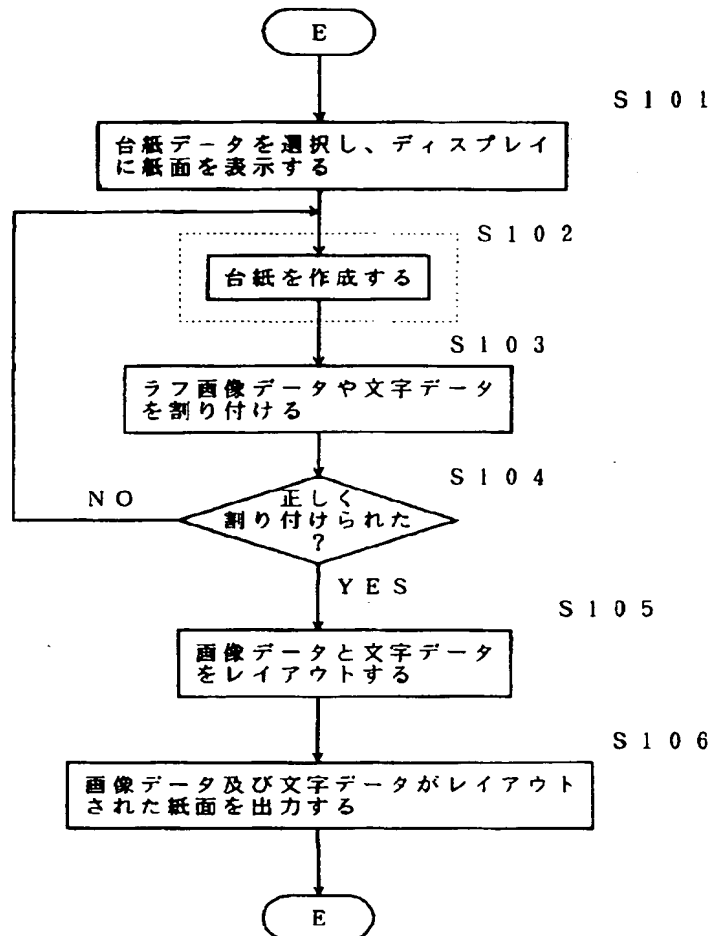 E
S101
台紙データを選択し、ディスプレイ
に紙面を表示する
S102
台紙を作成する
S103
ラフ画像データや文字データ
を割り付ける
S104
正しく
割り付けられた
?
NO
YES
S105
画像データと文字データ
をレイアウトする
S106
画像データ及び文字データがレイアウト
された紙面を出力する
E